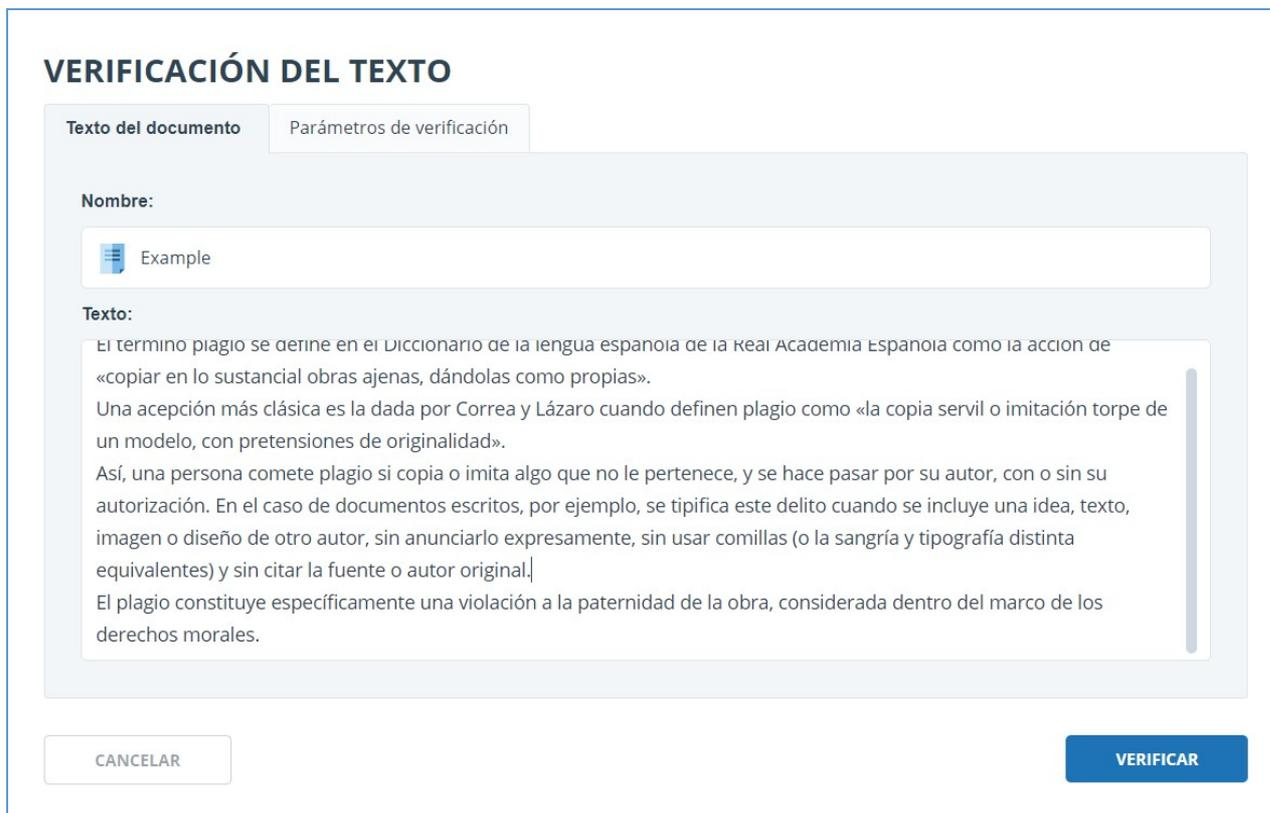 VERIFICACIÓN DEL TEXTO
Texto del documento
Parámetros de verificación
Nombre:
Example
Texto:
El término plagio se define en el Diccionario de la lengua española de la Real Academia Española como la acción de
«copiar en lo sustancial obras ajenas, dándolas como propias».
Una acepción más clásica es la dada por Correa y Lázaro cuando definen plagio como «la copia servil o imitación torpe de
un modelo, con pretensiones de originalidad».
Así, una persona comete plagio si copia o imita algo que no le pertenece, y se hace pasar por su autor, con o sin su
autorización. En el caso de documentos escritos, por ejemplo, se tipifica este delito cuando se incluye una idea, texto,
imagen o diseño de otro autor, sin anunciarlo expresamente, sin usar comillas (o la sangría y tipografía distinta
equivalentes) y sin citar la fuente o autor original.
El plagio constituye específicamente una violación a la paternidad de la obra, considerada dentro del marco de los
derechos morales.
CANCELAR
VERIFICAR